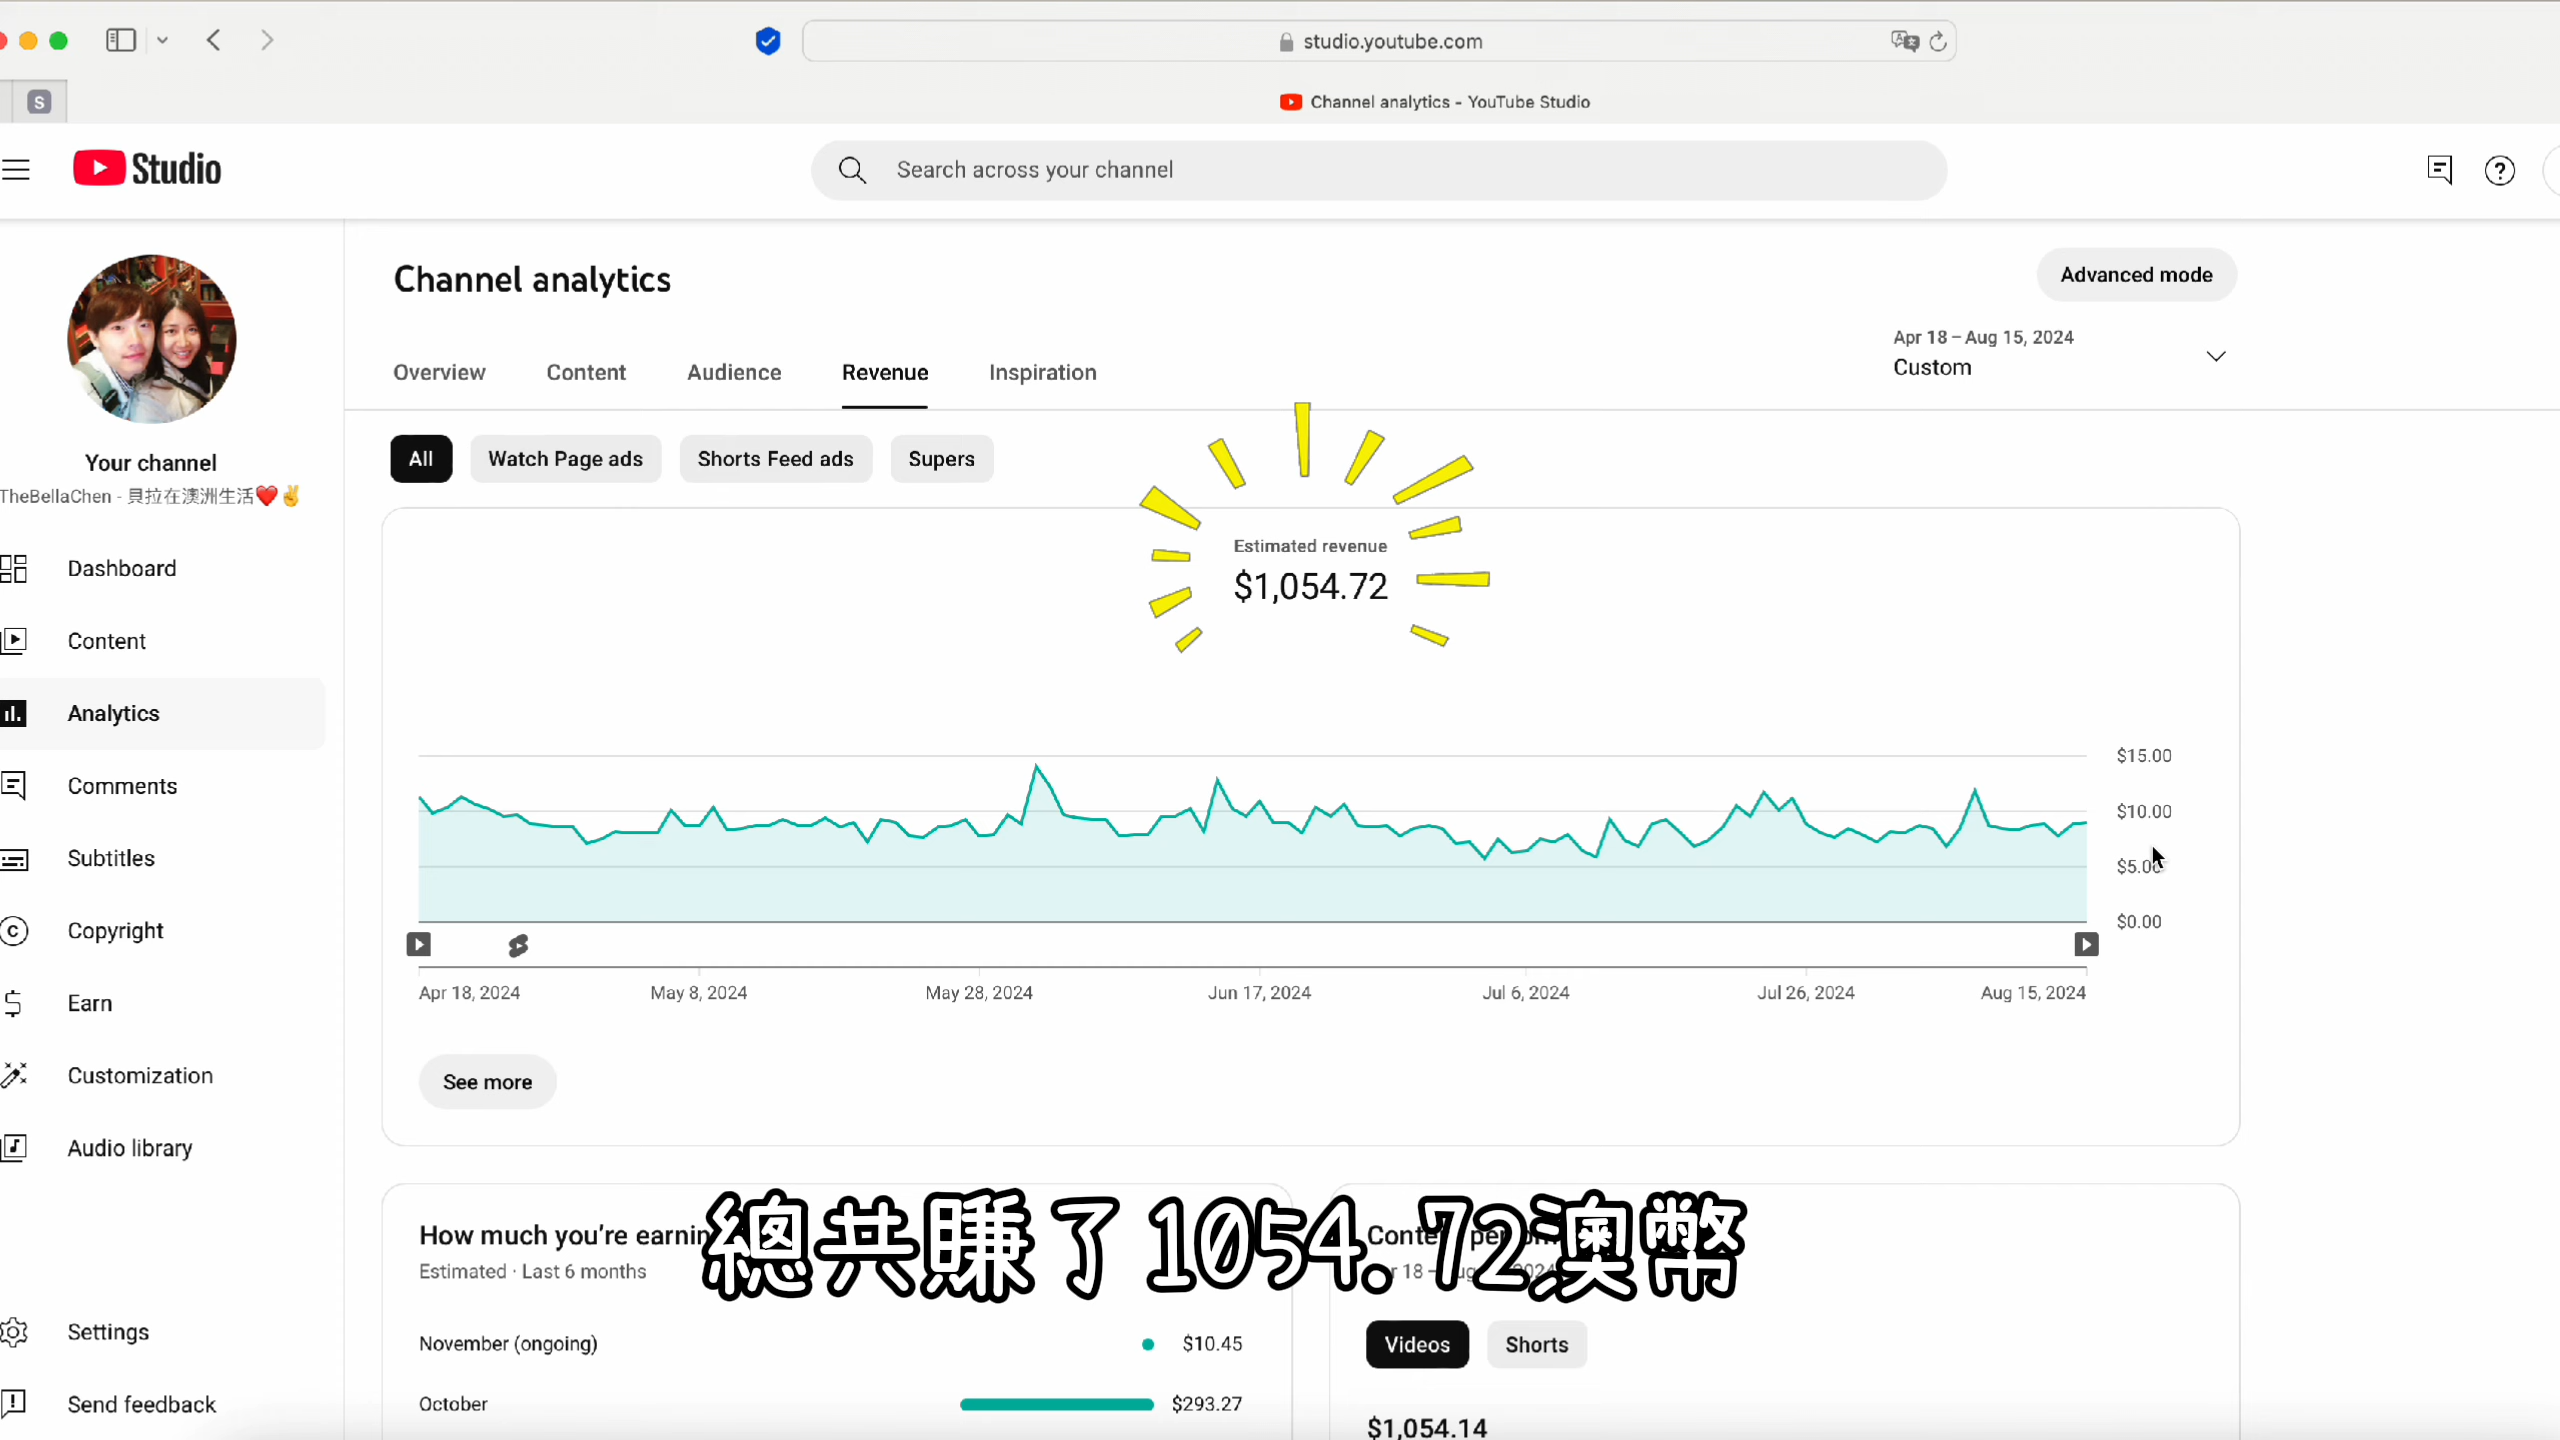 studio.youtube.com
S
Channel analytics - YouTube Studio
Studio
Search across your channel
Channel analytics
Advanced mode
Apr 18 – Aug 15, 2024
Custom
Overview
Content
Audience
Revenue
Inspiration
All
Watch Page ads
Shorts Feed ads
Supers
Your channel
TheBellaChen - 貝拉在澳洲生活❤️✌️
Dashboard
Content
Analytics
Comments
Subtitles
Copyright
Earn
Customization
Audio library
Settings
Send feedback
Estimated revenue
$1,054.72
$15.00
$10.00
$5.00
$0.00
Apr 18, 2024
May 8, 2024
May 28, 2024
Jun 17, 2024
Jul 6, 2024
Jul 26, 2024
Aug 15, 2024
See more
總共賺了1054.72澳幣
How much you're
Estimated · Last 6 months
November (ongoing)
$10.45
October
$293.27
Videos
Shorts
$1,054.14